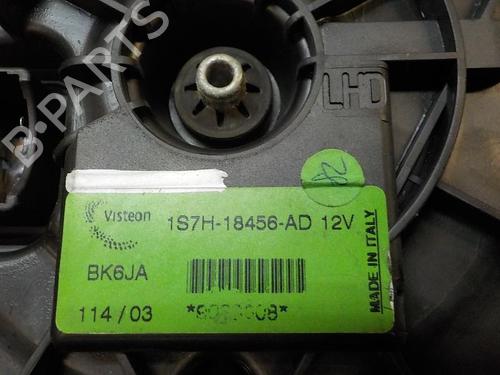 B-PARTS
LHD
Visteon
1S7H-18456-AD 12V
BK6JA
114/03
MADE IN ITALY